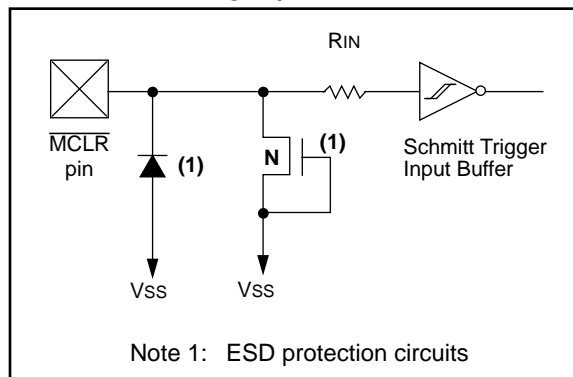 RIN
MCLR
pin
(1)
N
(1)
Schmitt Trigger
Input Buffer
VSS
VSS
Note 1: ESD protection circuits